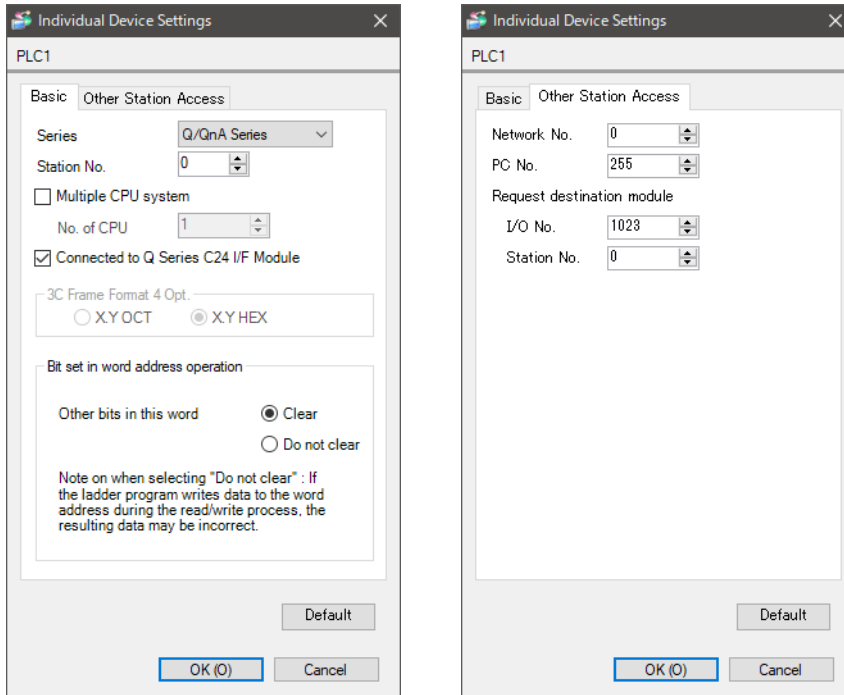 Individual Device Settings
PLC1
Basic
Other Station Access
Series
Q/QnA Series
Station No.
0
Multiple CPU system
No. of CPU
1
Connected to Q Series C24 I/F Module
3C Frame Format 4 Opt.
X.Y OCT
X.Y HEX
Bit set in word address operation
Other bits in this word
Clear
Do not clear
Note on when selecting "Do not clear" : If
the ladder program writes data to the word
address during the read/write process, the
resulting data may be incorrect.
Default
OK (O)
Cancel
Individual Device Settings
PLC1
Basic
Other Station Access
Network No.
0
PC No.
255
Request destination module
I/O No.
1023
Station No.
0
Default
OK (O)
Cancel